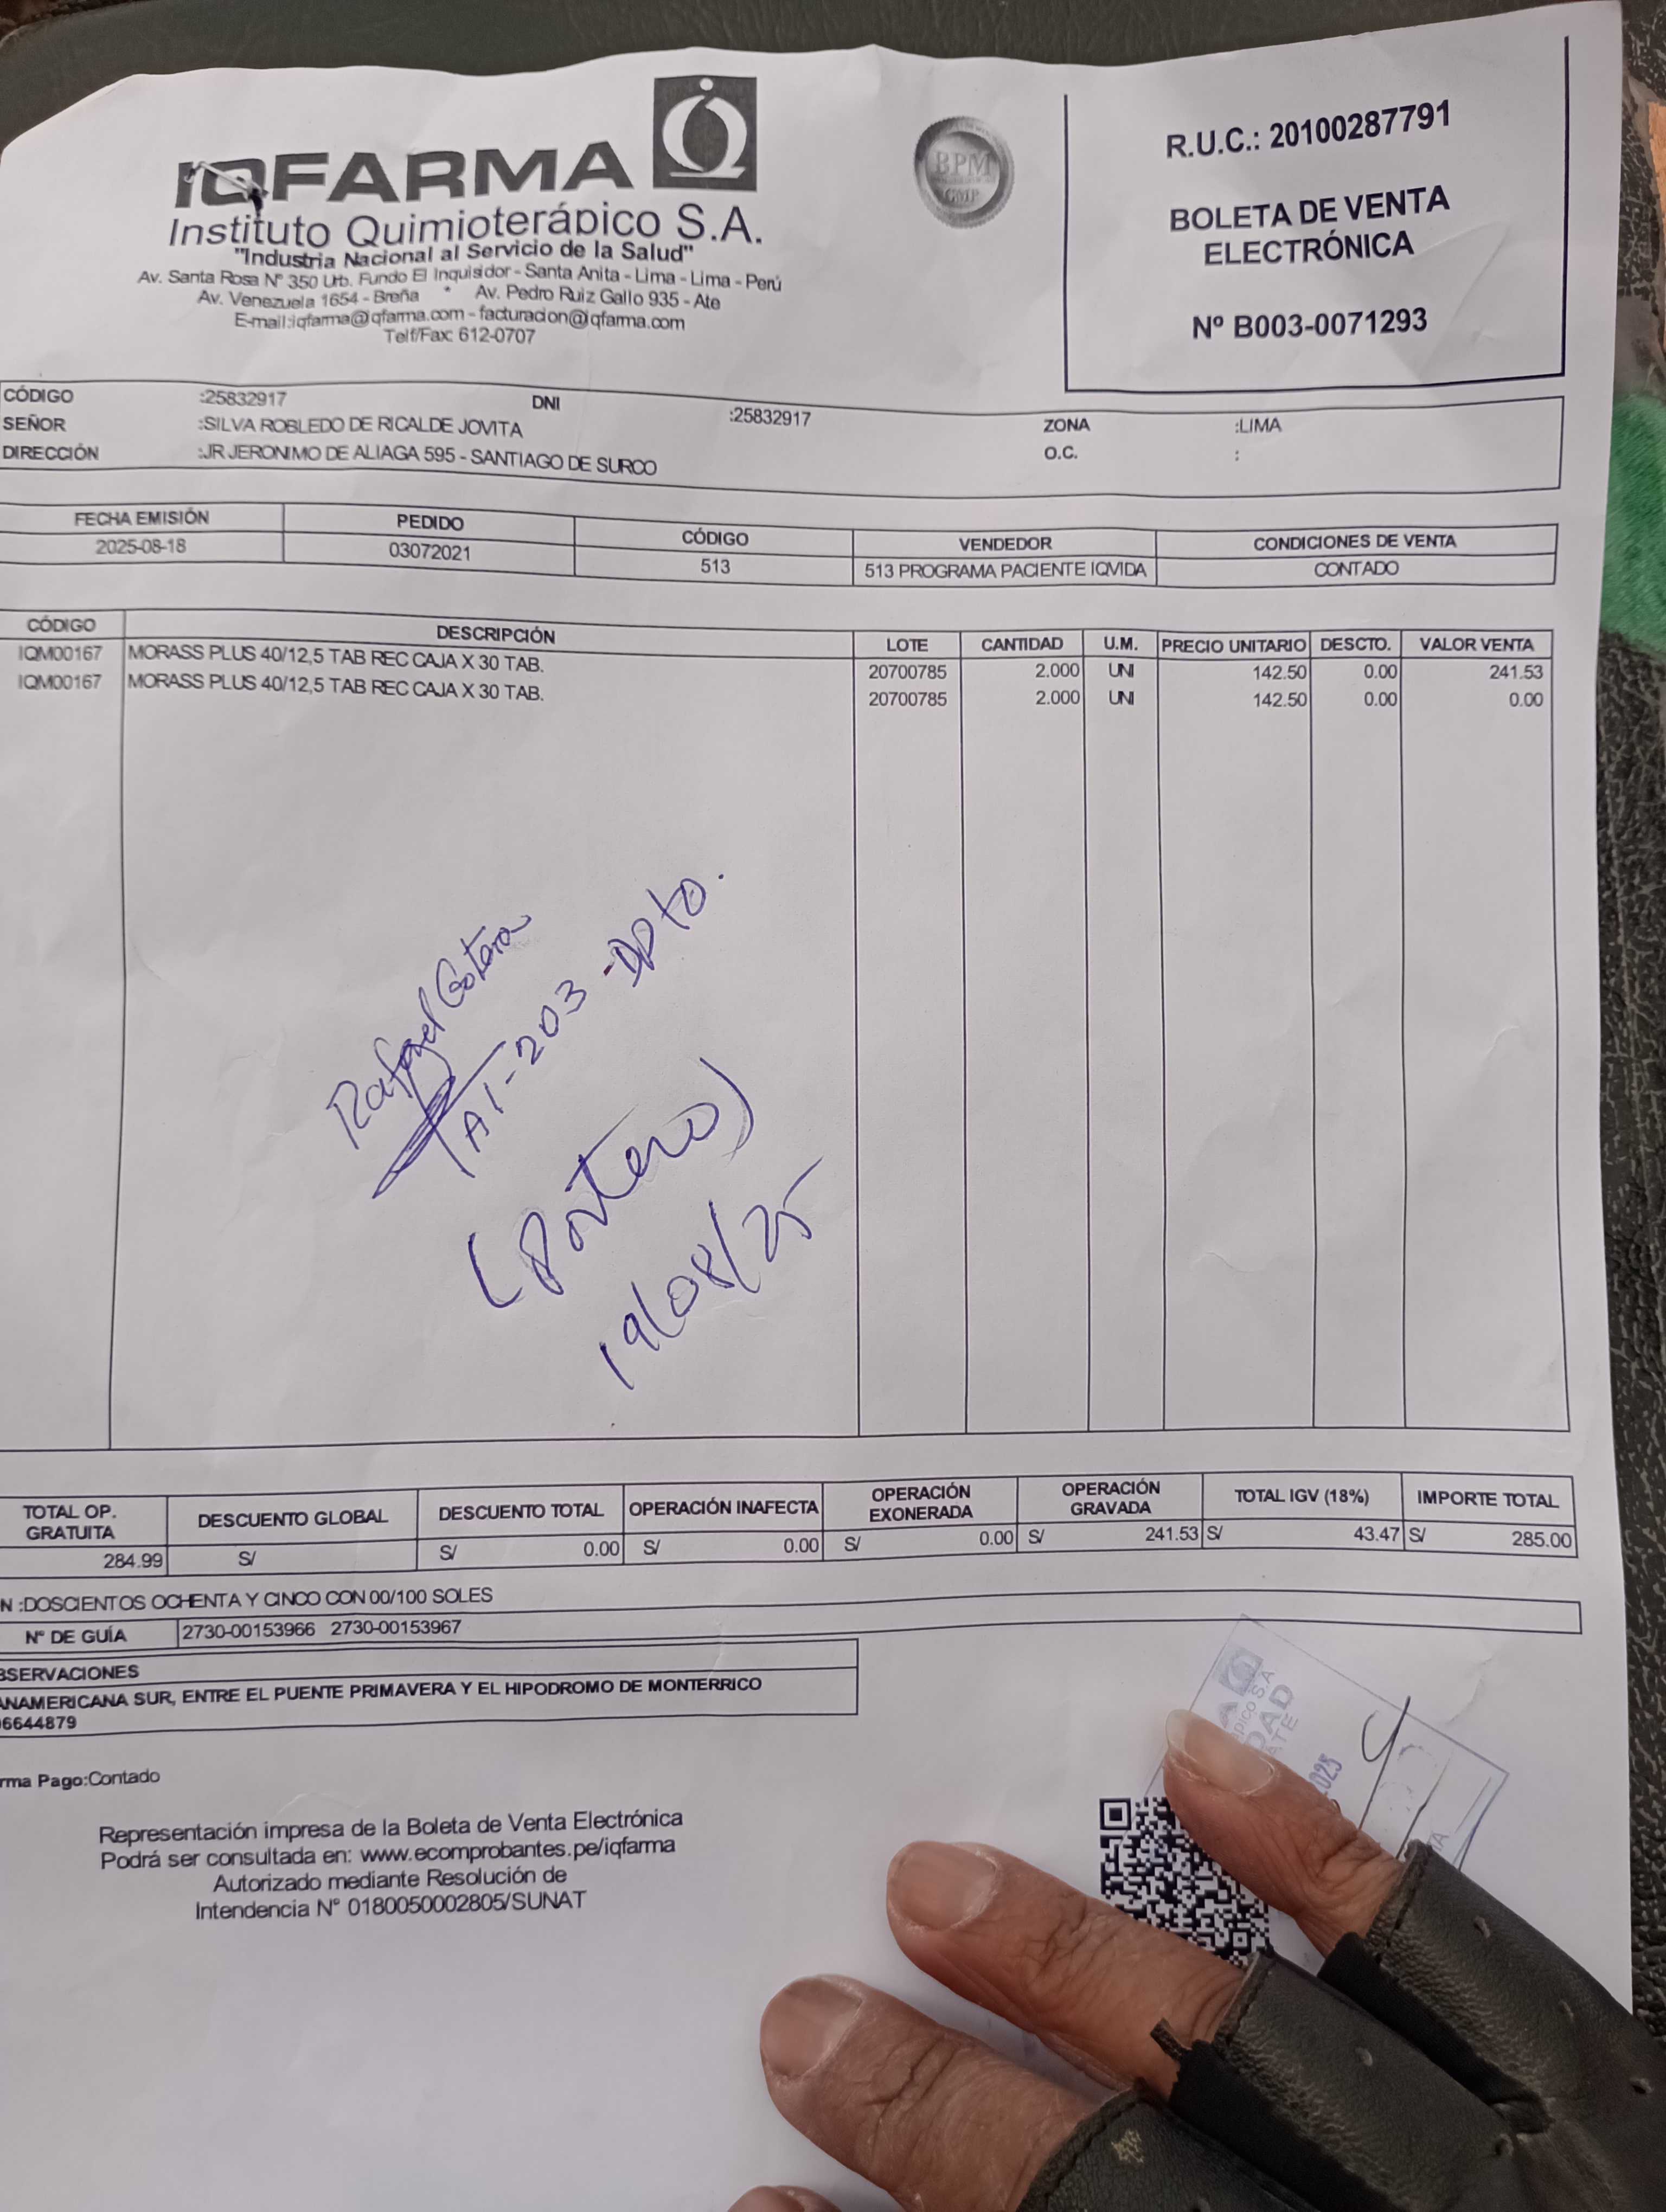 IQFARMA
Instituto Quimioterápico S.A.
"Industria Nacional al Servicio de la Salud"
Av. Santa Rosa Nº 350 Urb. Fundo El Inquisidor - Santa Anita - Lima - Lima - Perú
Av. Venezuela 1654 - Breña * Av. Pedro Ruiz Gallo 935 - Ate
E-mail:iqfarma@iqfarma.com - facturacion@iqfarma.com
Telf/Fax: 612-0707
BPM
GMP
R.U.C.: 20100287791
BOLETA DE VENTA
ELECTRÓNICA
Nº B003-0071293
CÓDIGO :25832917 DNI :25832917 ZONA :LIMA
SEÑOR :SILVA ROBLEDO DE RICALDE JOVITA O.C. :
DIRECCIÓN :JR JERONIMO DE ALIAGA 595 - SANTIAGO DE SURCO
FECHA EMISIÓN PEDIDO CÓDIGO VENDEDOR CONDICIONES DE VENTA
2025-08-18 03072021 513 513 PROGRAMA PACIENTE IQVIDA CONTADO
CÓDIGO DESCRIPCIÓN LOTE CANTIDAD U.M. PRECIO UNITARIO DESCTO. VALOR VENTA
IQM00167 MORASS PLUS 40/12,5 TAB REC CAJA X 30 TAB. 20700785 2.000 UNI 142.50 0.00 241.53
IQM00167 MORASS PLUS 40/12,5 TAB REC CAJA X 30 TAB. 20700785 2.000 UNI 142.50 0.00 0.00
Rafael
A1-203-Dpto.
(Portero)
19/08/25
TOTAL OP. GRATUITA DESCUENTO GLOBAL DESCUENTO TOTAL OPERACIÓN INAFECTA OPERACIÓN EXONERADA OPERACIÓN GRAVADA TOTAL IGV (18%) IMPORTE TOTAL
284.99 S/ S/ 0.00 S/ 0.00 S/ 0.00 S/ 241.53 S/ 43.47 S/ 285.00
N :DOSCIENTOS OCHENTA Y CINCO CON 00/100 SOLES
Nº DE GUÍA 2730-00153966 2730-00153967
BSERVACIONES
ANAMERICANA SUR, ENTRE EL PUENTE PRIMAVERA Y EL HIPODROMO DE MONTERRICO
6644879
rma Pago:Contado
Representación impresa de la Boleta de Venta Electrónica
Podrá ser consultada en: www.ecomprobantes.pe/iqfarma
Autorizado mediante Resolución de
Intendencia Nº 0180050002805/SUNAT